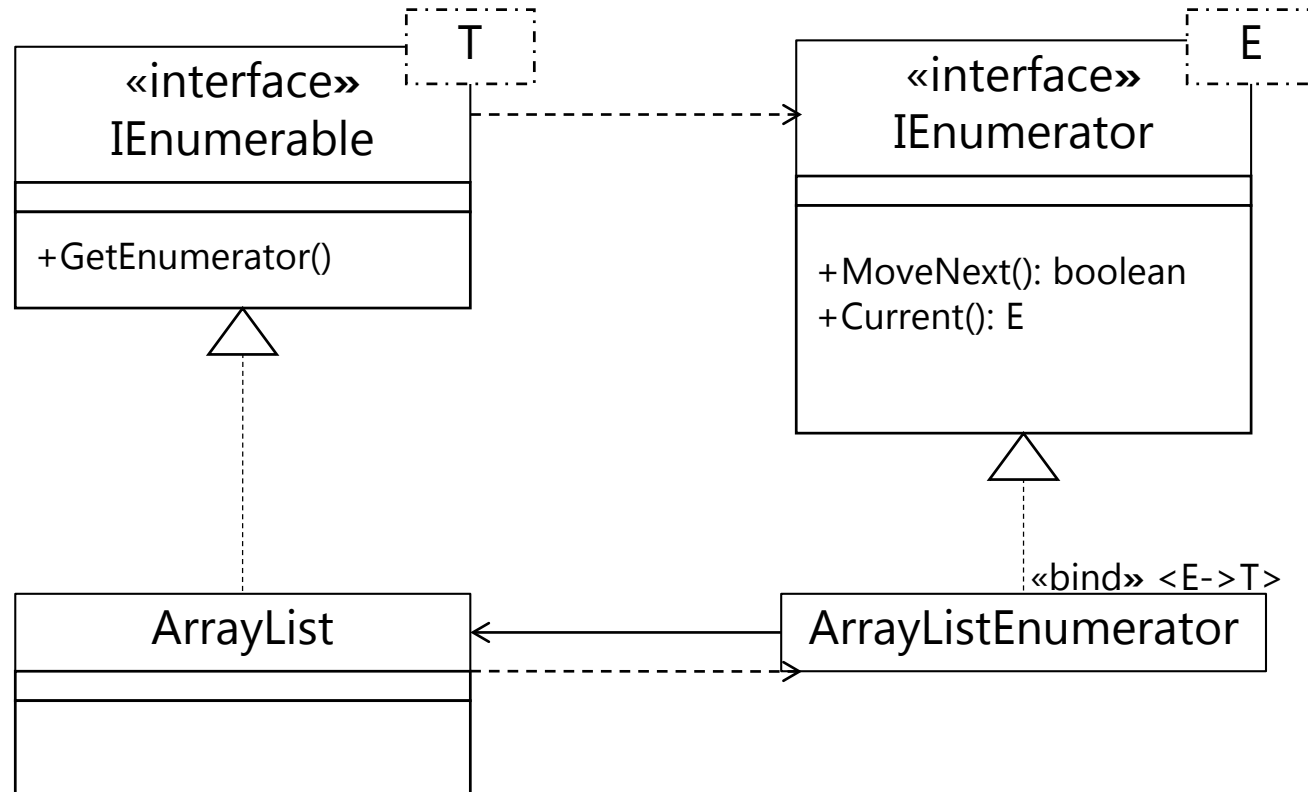 T
«interface»
IEnumerable
+GetEnumerator()
E
«interface»
IEnumerator
+MoveNext(): boolean
+Current(): E
«bind» <E->T>
ArrayList
ArrayListEnumerator